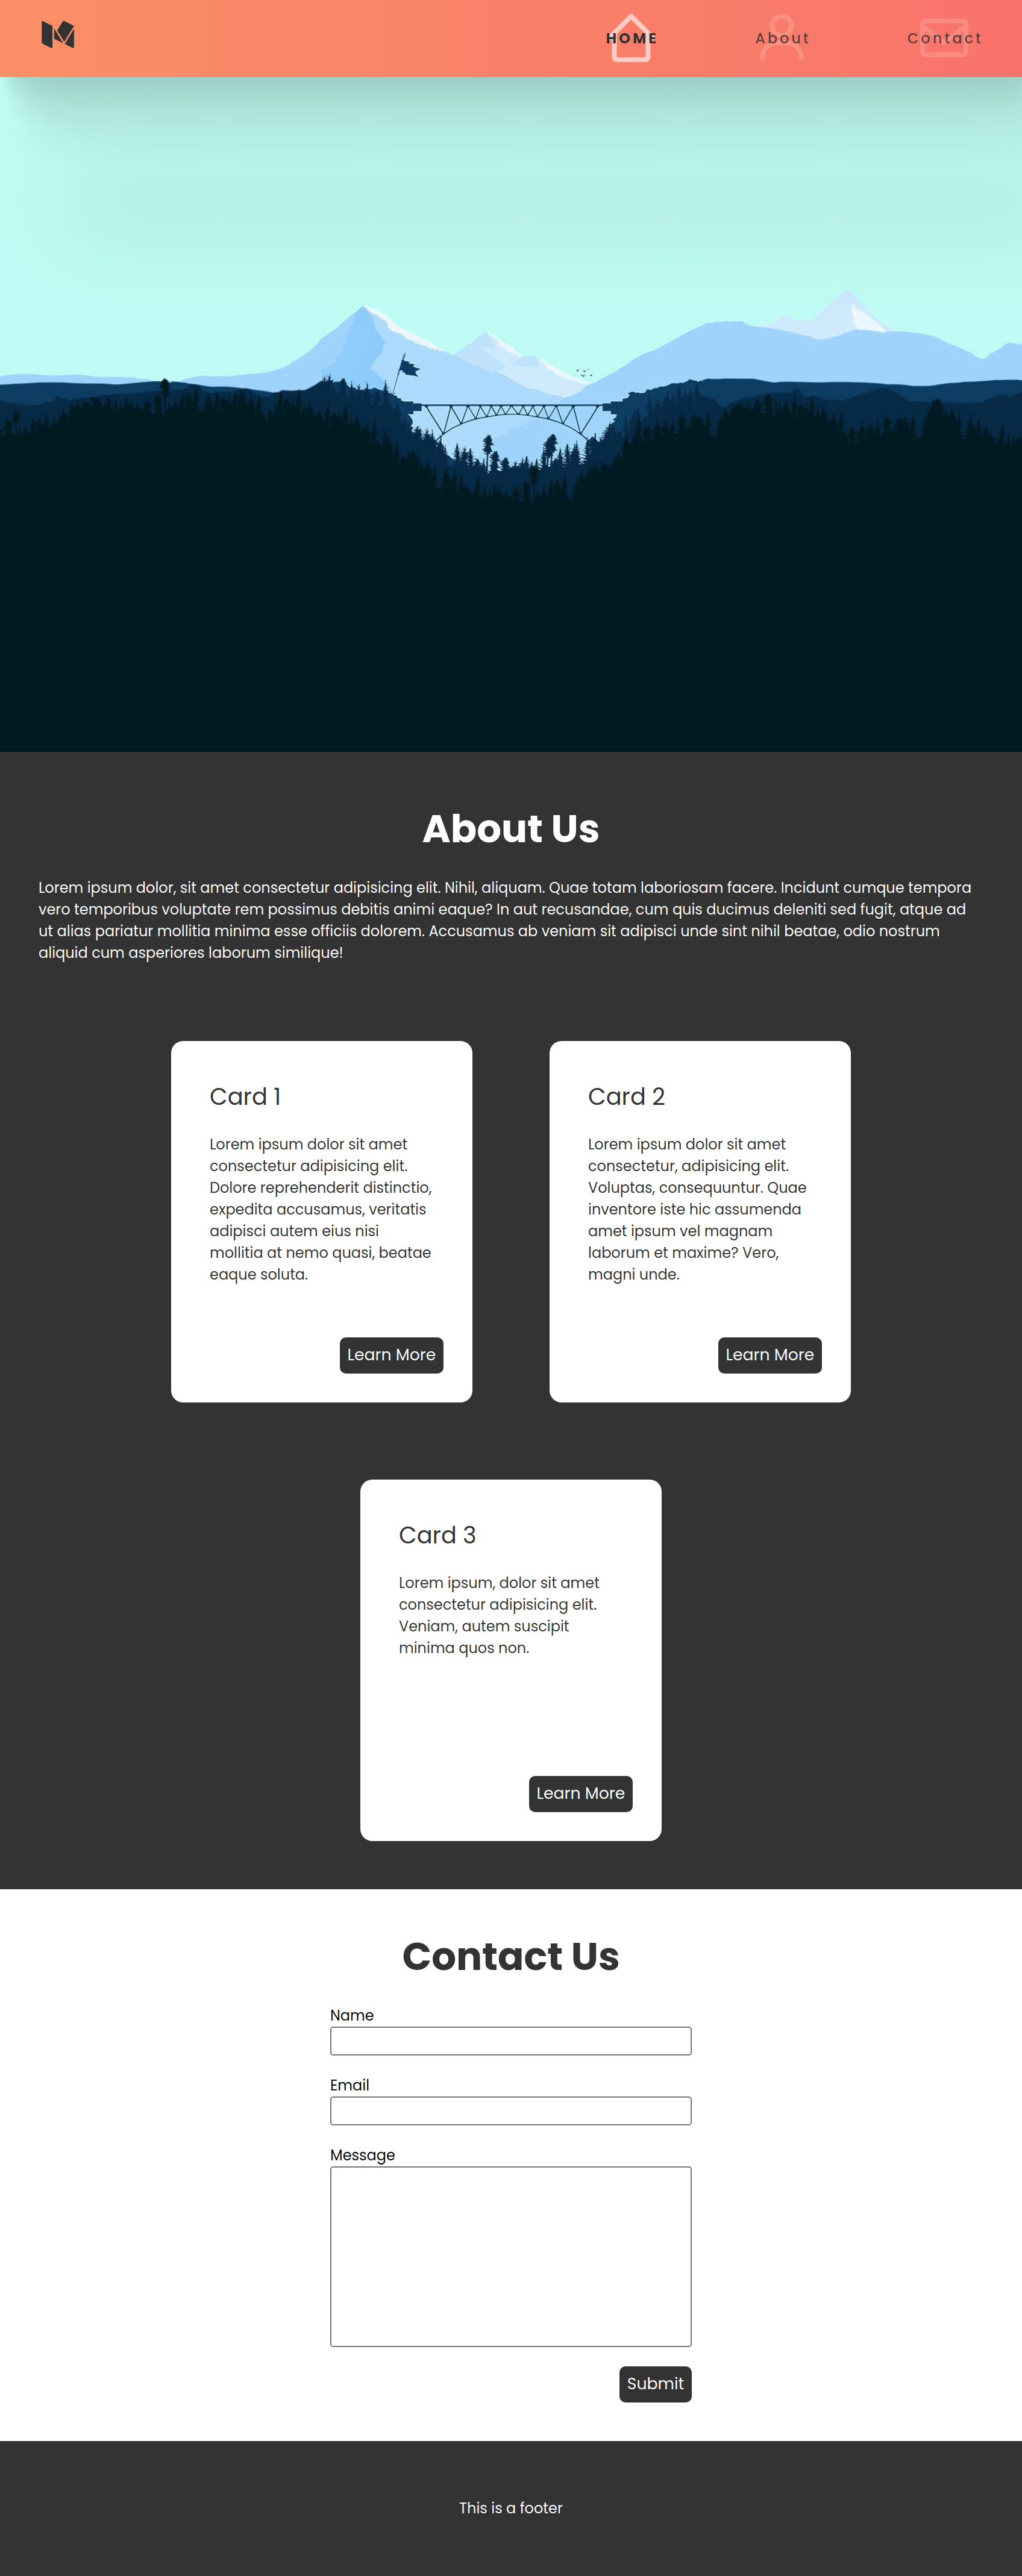 HOME
About
Contact
About Us
Lorem ipsum dolor, sit amet consectetur adipisicing elit. Nihil, aliquam. Quae totam laboriosam facere. Incidunt cumque tempora
vero temporibus voluptate rem possimus debitis animi eaque? In aut recusandae, cum quis ducimus deleniti sed fugit, atque ad
ut alias pariatur mollitia minima esse officiis dolorem. Accusamus ab veniam sit adipisci unde sint nihil beatae, odio nostrum
aliquid cum asperiores laborum similique!
Card 1
Lorem ipsum dolor sit amet
consectetur adipisicing elit.
Dolore reprehenderit distinctio,
expedita accusamus, veritatis
adipisci autem eius nisi
mollitia at nemo quasi, beatae
eaque soluta.
Learn More
Card 2
Lorem ipsum dolor sit amet
consectetur, adipisicing elit.
Voluptas, consequuntur. Quae
inventore iste hic assumenda
amet ipsum vel magnam
laborum et maxime? Vero,
magni unde.
Learn More
Card 3
Lorem ipsum, dolor sit amet
consectetur adipisicing elit.
Veniam, autem suscipit
minima quos non.
Learn More
Contact Us
Name
Email
Message
Submit
This is a footer